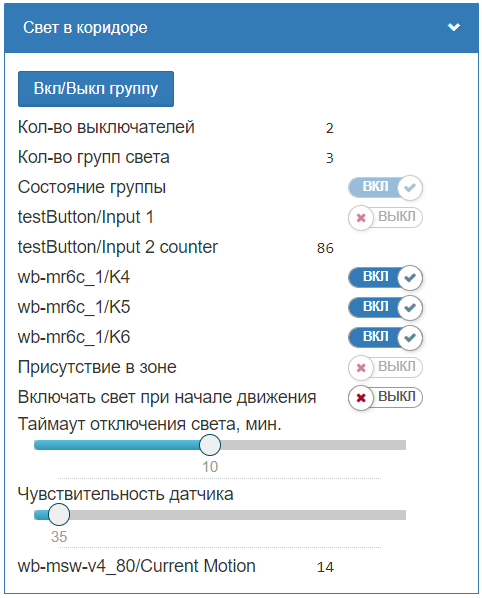 Свет в коридоре
Вкл/Выкл группу
Кол-во выключателей 2
Кол-во групп света 3
Состояние группы ВКЛ
testButton/Input 1 ВЫКЛ
testButton/Input 2 counter 86
wb-mr6c_1/K4 ВКЛ
wb-mr6c_1/K5 ВКЛ
wb-mr6c_1/K6 ВКЛ
Присутствие в зоне ВЫКЛ
Включать свет при начале движения ВЫКЛ
Таймаут отключения света, мин.
10
Чувствительность датчика
35
wb-msw-v4_80/Current Motion 14